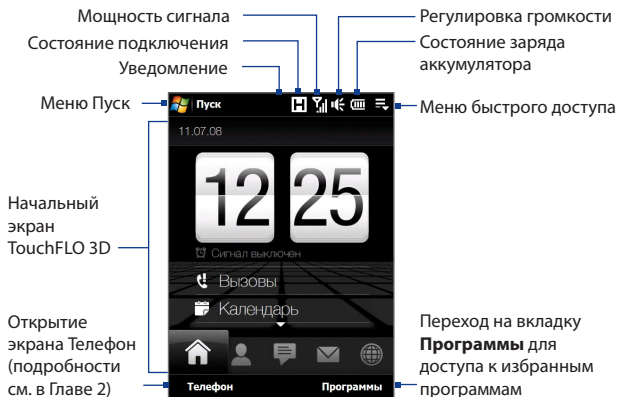 Мощность сигнала
Состояние подключения
Уведомление
Меню Пуск
Регулировка громкости
Состояние заряда
аккумулятора
Меню быстрого доступа
Пуск
H
11.07.08
12 25
Сигнал выключен
Вызовы
Календарь
Телефон
Программы
Начальный
экран
TouchFLO 3D
Открытие
экрана Телефон
(подробности
см. в Главе 2)
Переход на вкладку
Программы для
доступа к избранным
программам